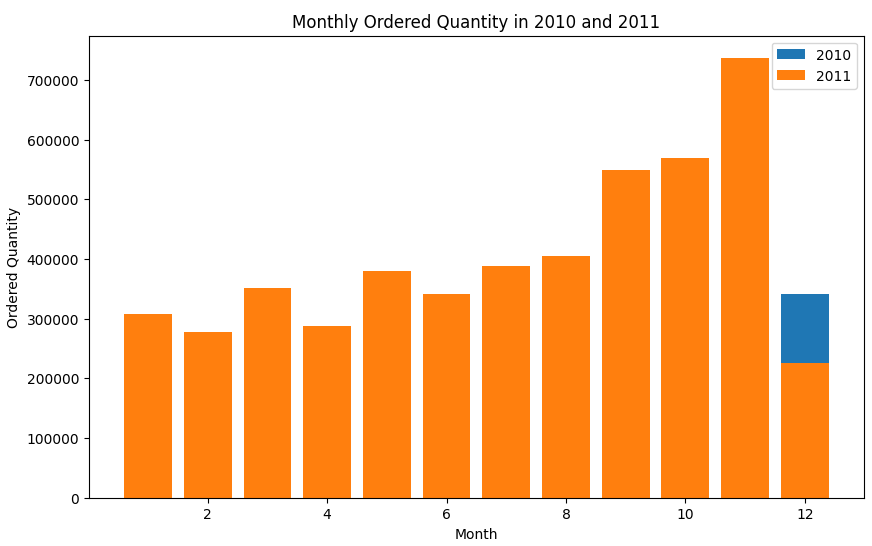 Monthly Ordered Quantity in 2010 and 2011
2010
2011
Ordered Quantity
700000
600000
500000
400000
300000
200000
100000
0
2 4 6 8 10 12
Month